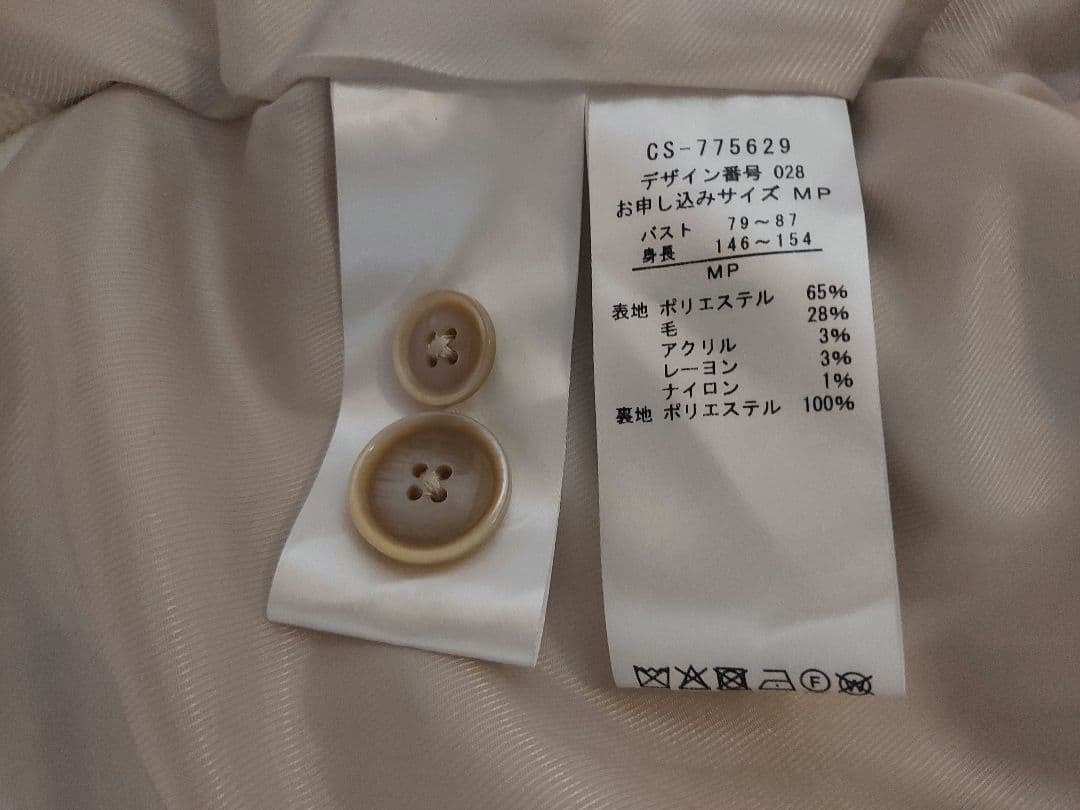 CS-775629
デザイン番号 028
お申し込みサイズ MP
バスト 79～87
身長 146～154
MP
表地 ポリエステル 65%
毛 28%
アクリル 3%
レーヨン 3%
ナイロン 1%
裏地 ポリエステル 100%
F W